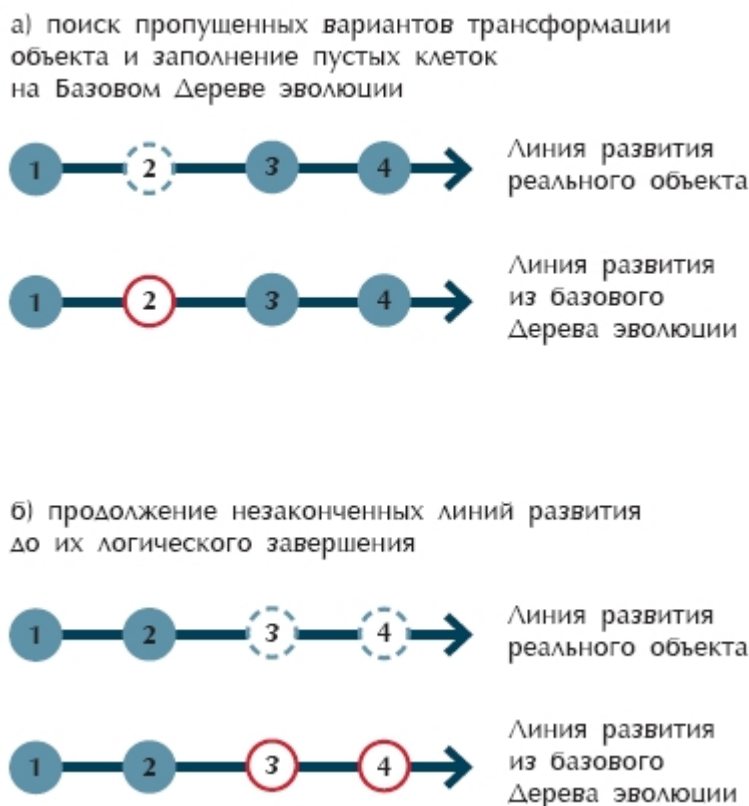 а) поиск пропущенных вариантов трансформации
объекта и заполнение пустых клеток
на Базовом Дереве эволюции
1 2 3 4
Линия развития
реального объекта
1 2 3 4
Линия развития
из базового
Дерева эволюции
б) продолжение незаконченных линий развития
до их логического завершения
1 2 3 4
Линия развития
реального объекта
1 2 3 4
Линия развития
из базового
Дерева эволюции